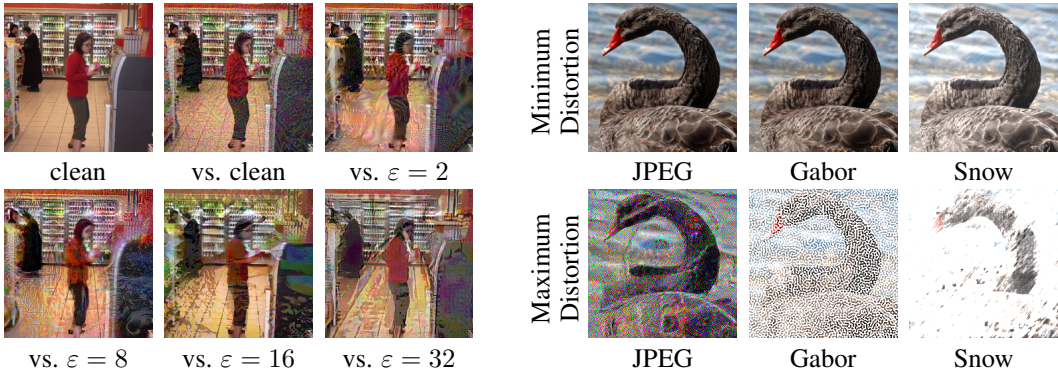 clean
vs. clean
vs. ε = 2
vs. ε = 8
vs. ε = 16
vs. ε = 32
Minimum
Distortion
JPEG
Gabor
Snow
Maximum
Distortion
JPEG
Gabor
Snow